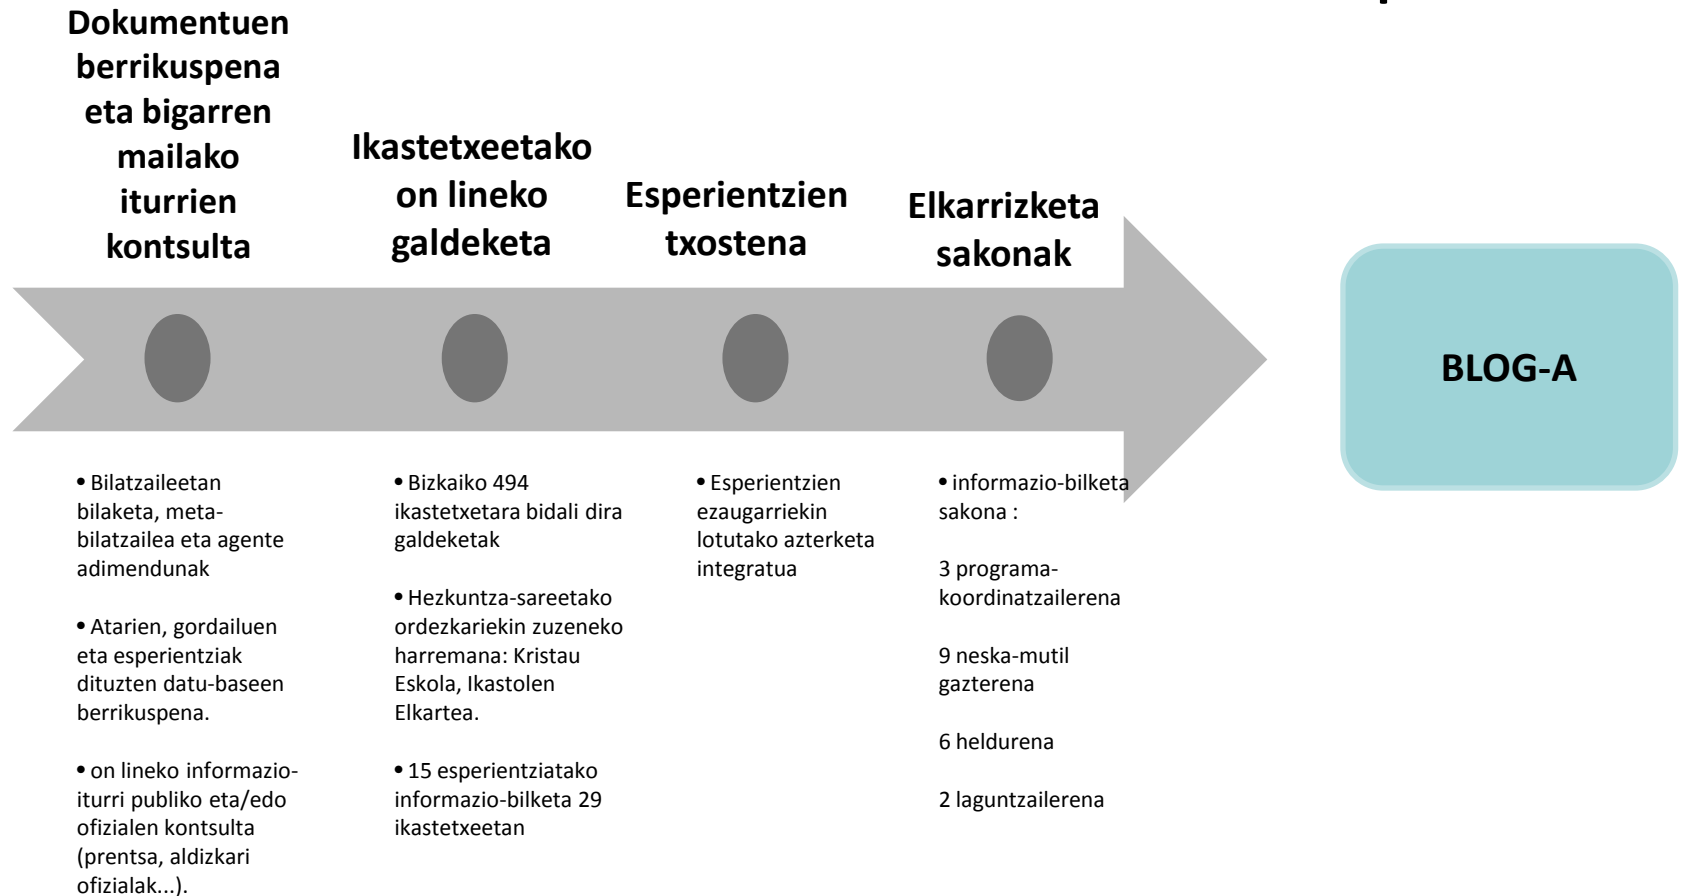 Dokumentuen
berrikuspena
eta bigarren
mailako
iturrien
kontsulta
Ikastetxeetako
on lineko
galdeketa
Esperientzien
txostena
Elkarrizketa
sakonak
BLOG-A
• Bilatzaileetan
bilaketa, meta-
bilatzailea eta agente
adimendunak
• Atarien, gordailuen
eta esperientziak
dituzten datu-baseen
berrikuspena.
• on lineko informazio-
iturri publiko eta/edo
ofizialen kontsulta
(prentsa, aldizkari
ofizialak...).
• Bizkaiko 494
ikastetxetara bidali dira
galdeketak
• Hezkuntza-sareetako
ordezkariekin zuzeneko
harremana: Kristau
Eskola, Ikastolen
Elkartea.
• 15 esperientziatako
informazio-bilketa 29
ikastetxeetan
• Esperientzien
ezaugarriekin
lotutako azterketa
integratua
• informazio-bilketa
sakona :
3 programa-
koordinatzailerena
9 neska-mutil
gazterena
6 heldurena
2 laguntzailerena